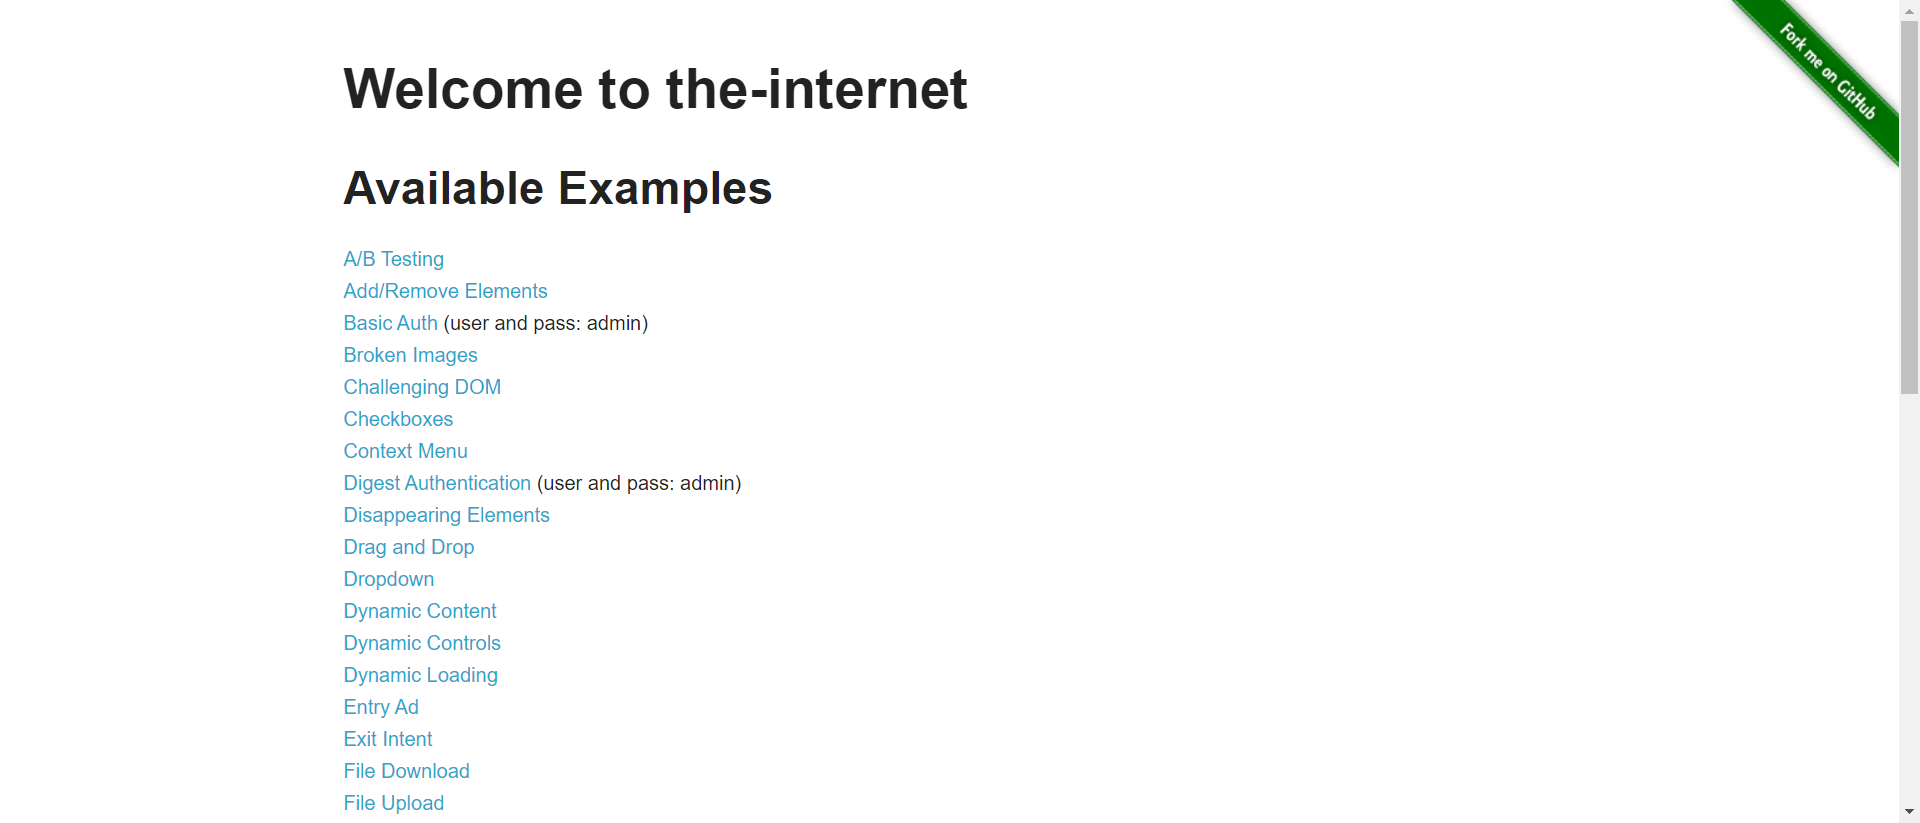 Fork me on GitHub
Welcome to the-internet
Available Examples
A/B Testing
Add/Remove Elements
Basic Auth (user and pass: admin)
Broken Images
Challenging DOM
Checkboxes
Context Menu
Digest Authentication (user and pass: admin)
Disappearing Elements
Drag and Drop
Dropdown
Dynamic Content
Dynamic Controls
Dynamic Loading
Entry Ad
Exit Intent
File Download
File Upload